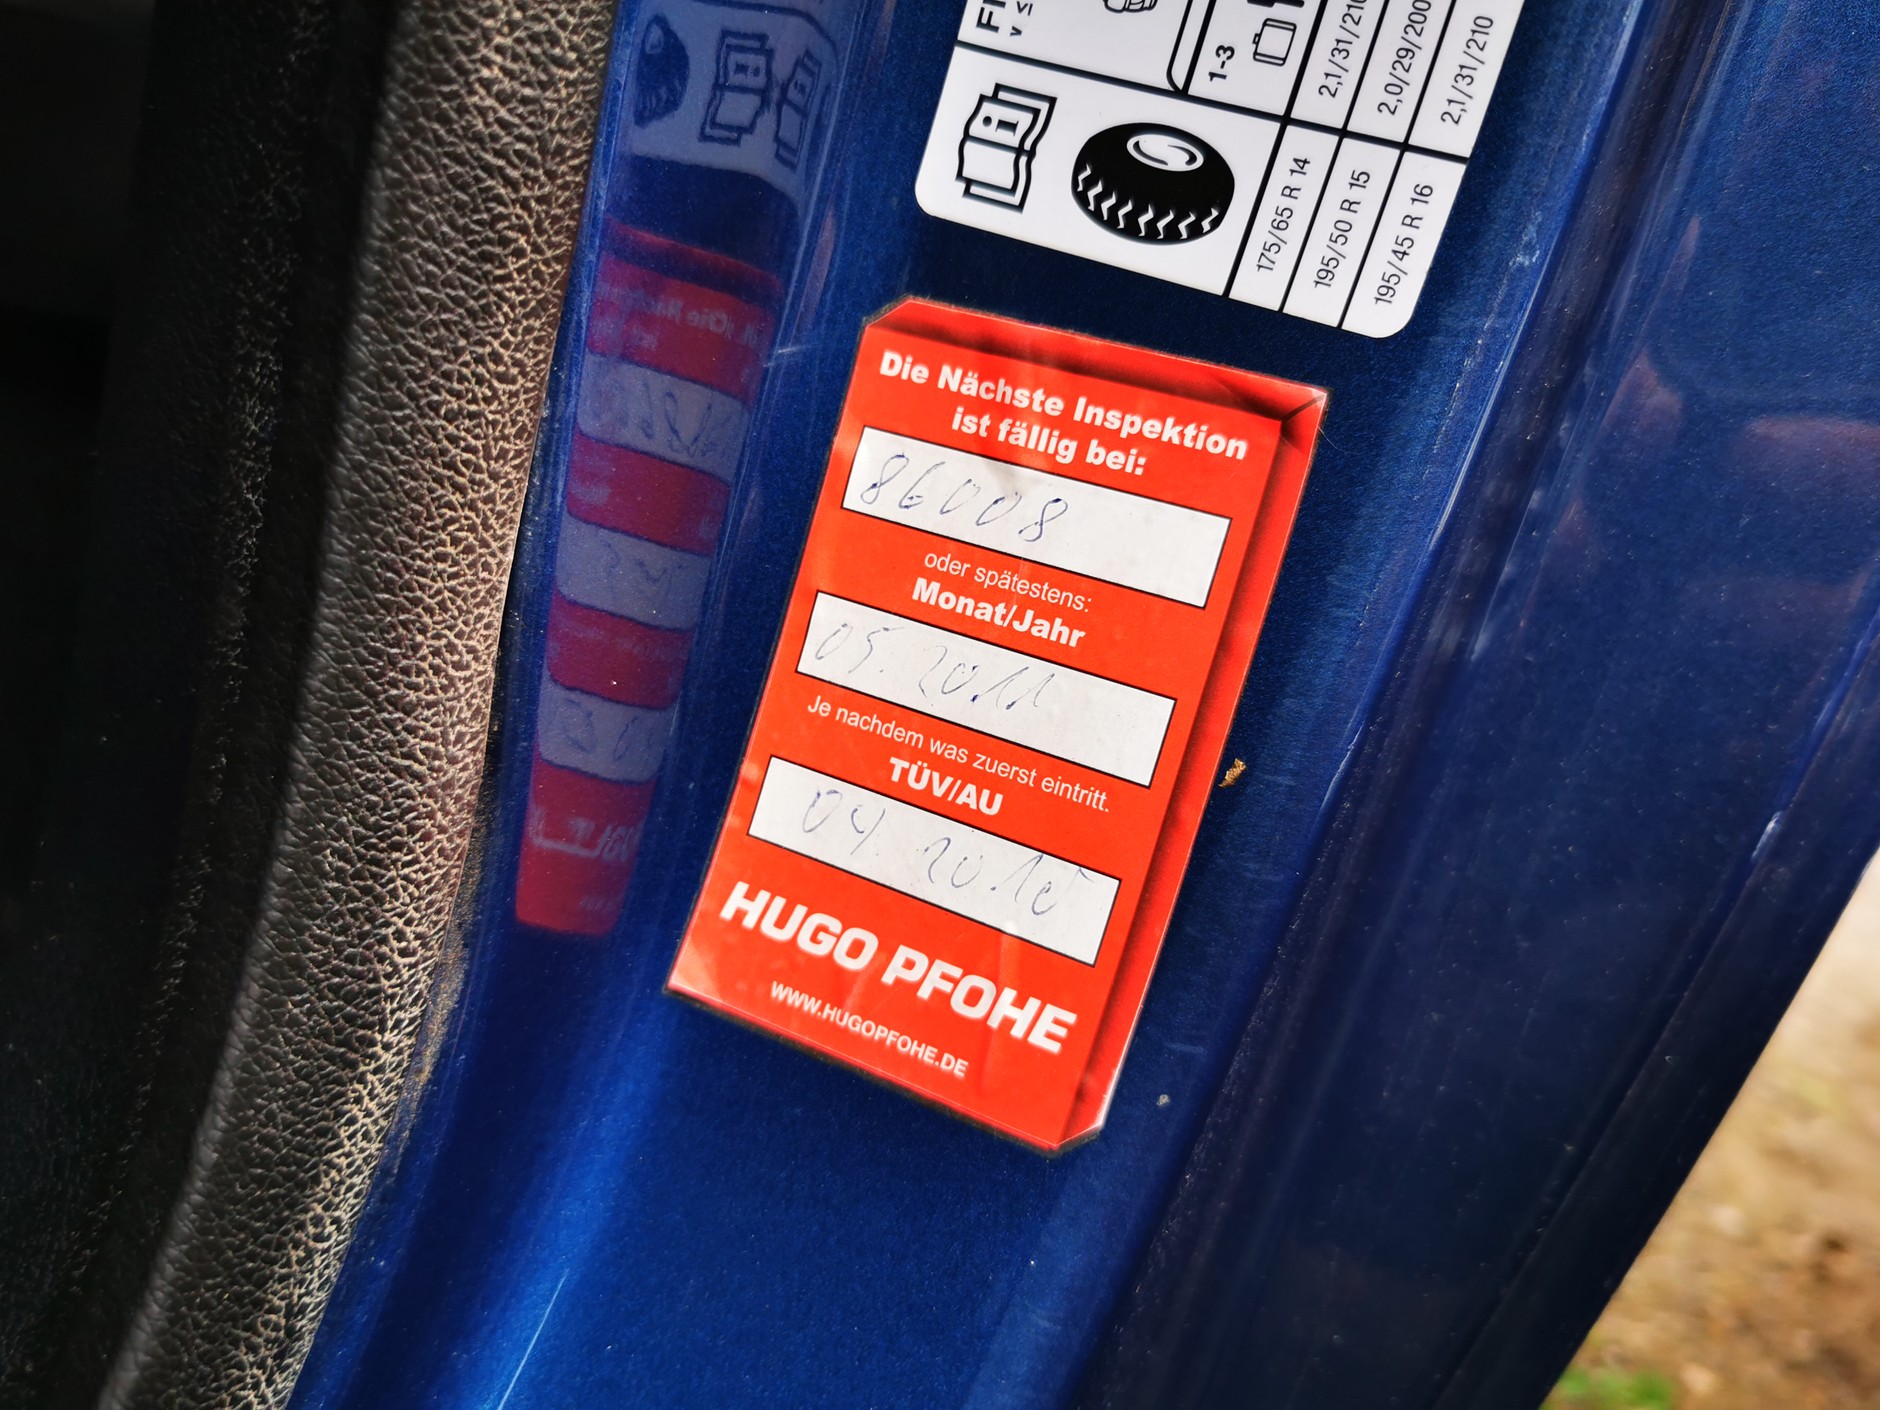 1-3
2,1/31/210
2,0/29/200
2,1/31/210
175/65 R 14
195/50 R 15
195/45 R 16
Die Nächste Inspektion
ist fällig bei:
86008
oder spätestens:
Monat/Jahr
05.2011
Je nachdem was zuerst eintritt.
TÜV/AU
04.20.10
HUGO PFOHE
WWW.HUGOPFOHE.DE